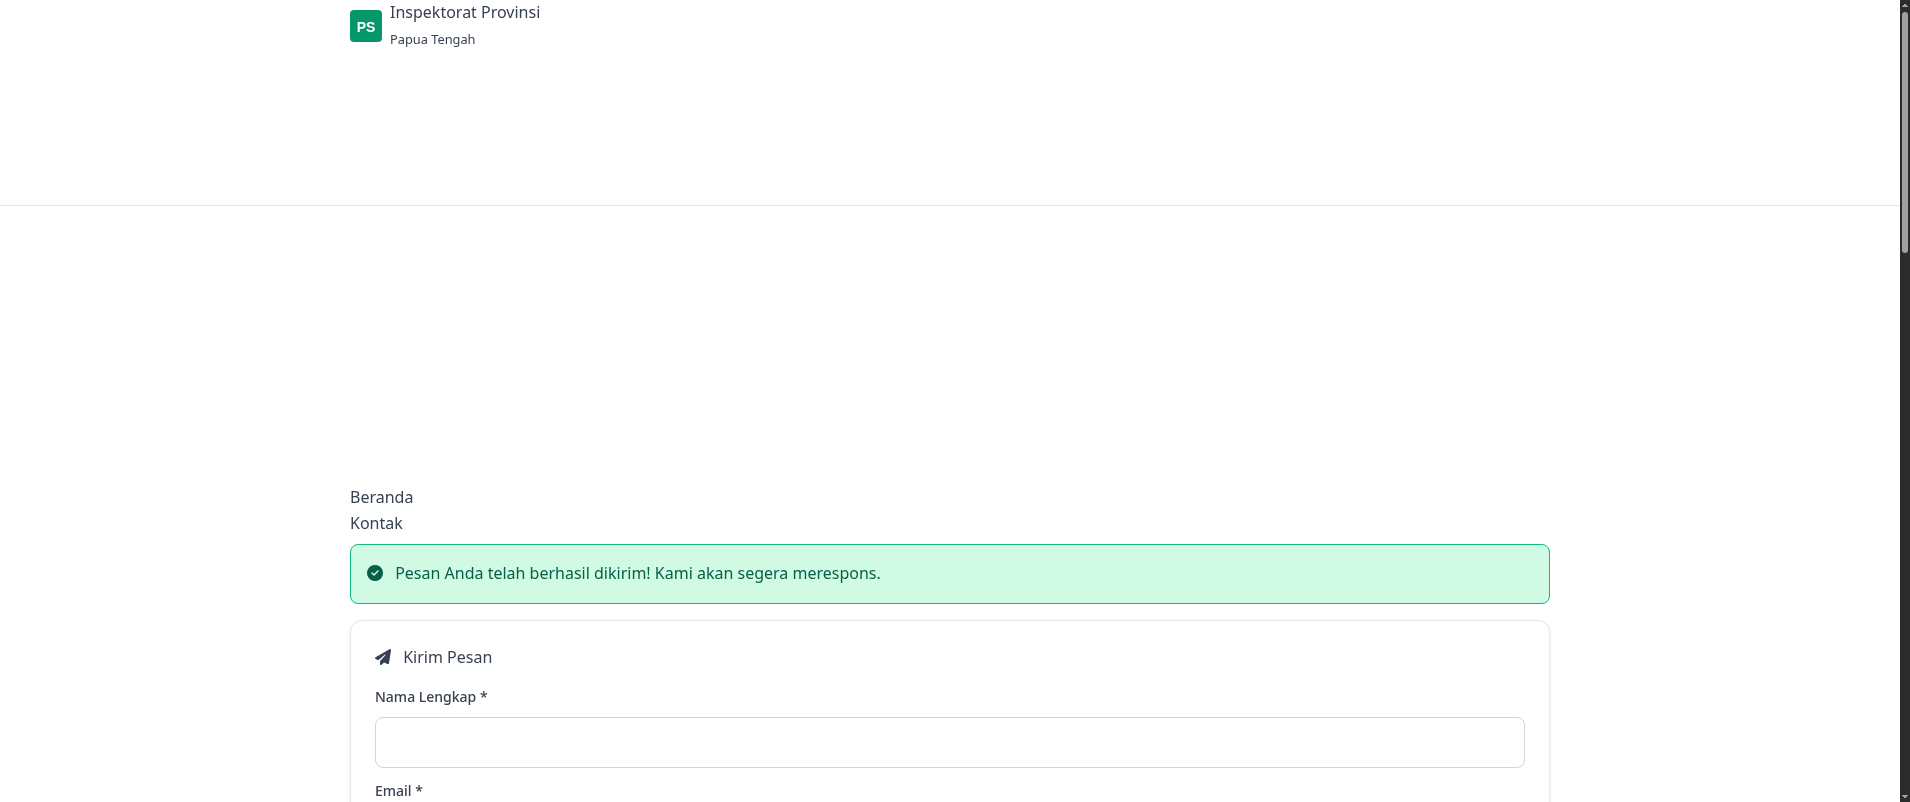 PS
Inspektorat Provinsi
Papua Tengah
Beranda
Kontak
Pesan Anda telah berhasil dikirim! Kami akan segera merespons.
Kirim Pesan
Nama Lengkap *
Email *